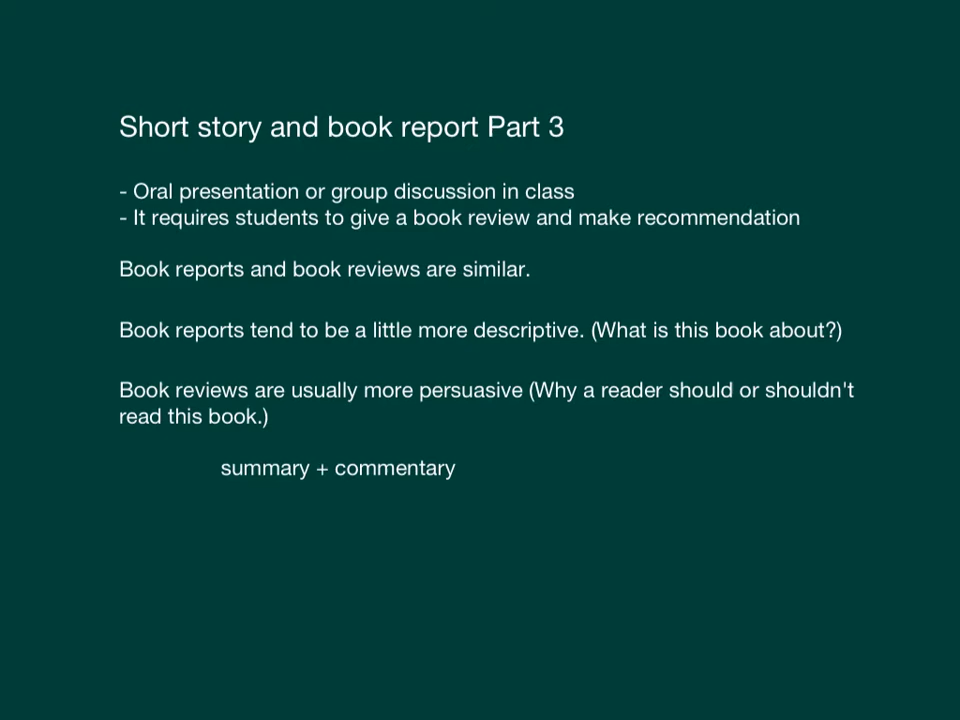 Short story and book report Part 3
- Oral presentation or group discussion in class
- It requires students to give a book review and make recommendation
Book reports and book reviews are similar.
Book reports tend to be a little more descriptive. (What is this book about?)
Book reviews are usually more persuasive (Why a reader should or shouldn't
read this book.)
summary + commentary